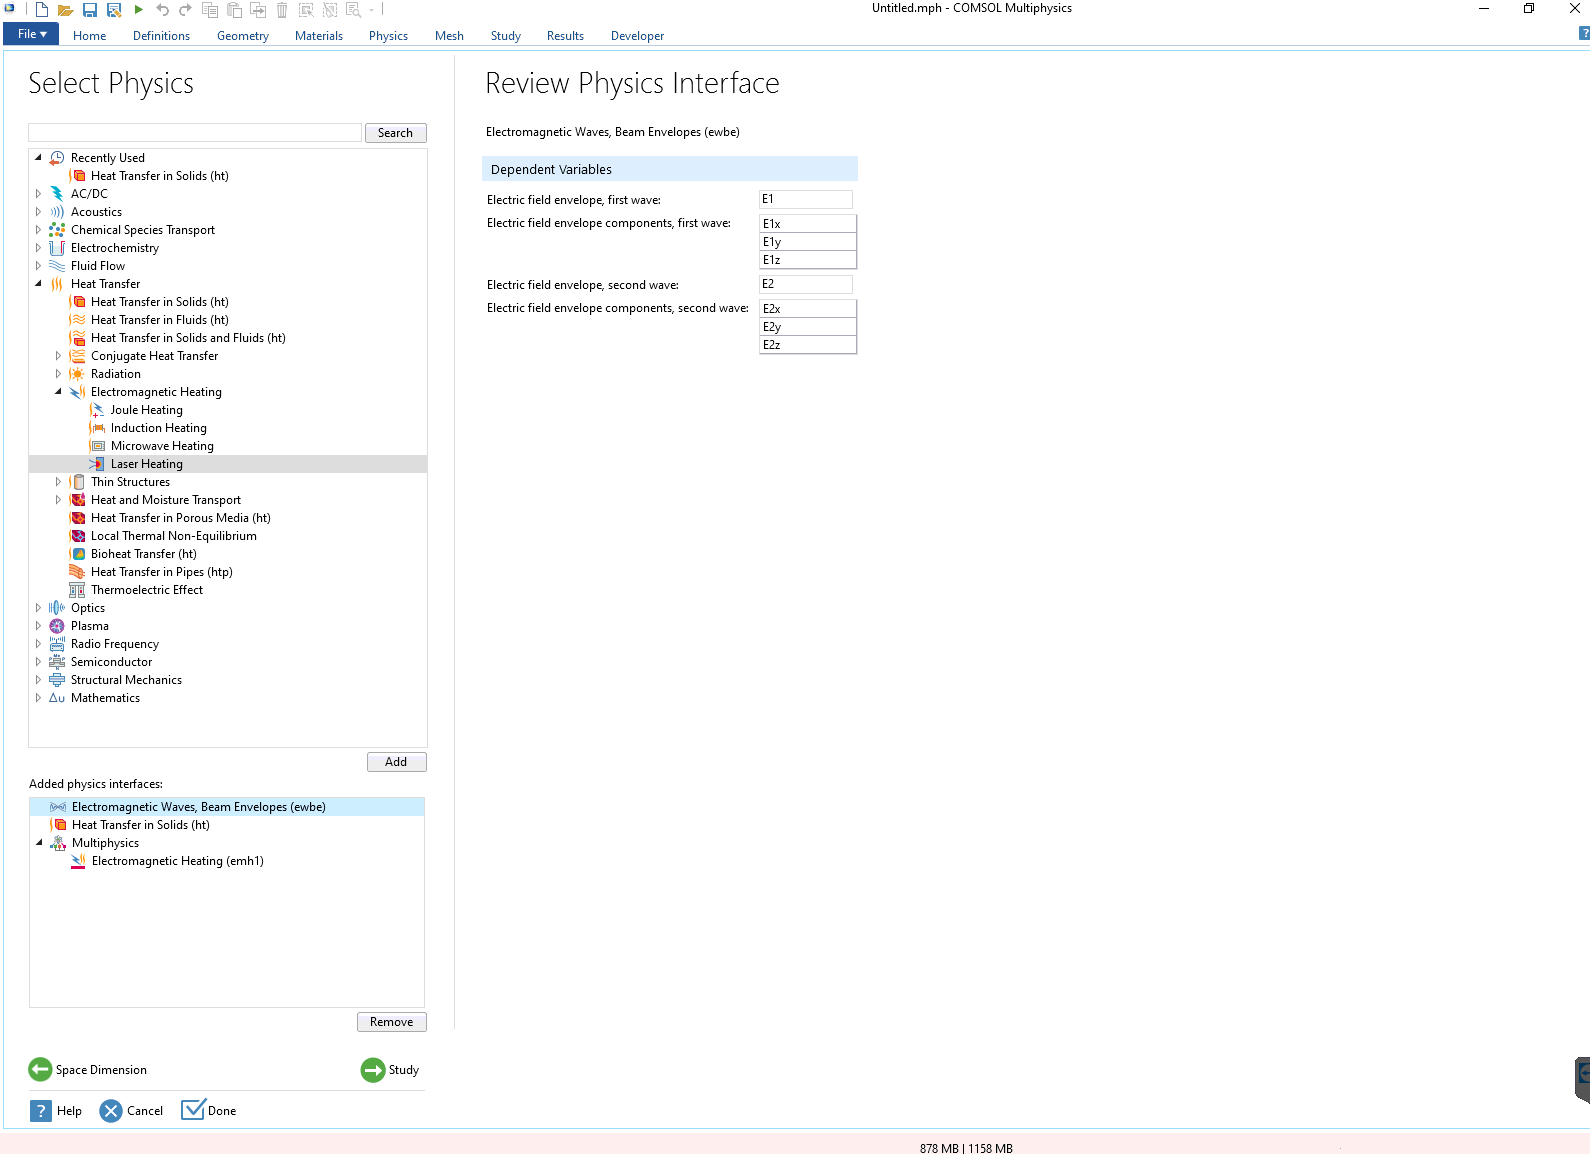 Untitled.mph - COMSOL Multiphysics
File Home Definitions Geometry Materials Physics Mesh Study Results Developer
Select Physics
Search
Recently Used
Heat Transfer in Solids (ht)
AC/DC
Acoustics
Chemical Species Transport
Electrochemistry
Fluid Flow
Heat Transfer
Heat Transfer in Solids (ht)
Heat Transfer in Fluids (ht)
Heat Transfer in Solids and Fluids (ht)
Conjugate Heat Transfer
Radiation
Electromagnetic Heating
Joule Heating
Induction Heating
Microwave Heating
Laser Heating
Thin Structures
Heat and Moisture Transport
Heat Transfer in Porous Media (ht)
Local Thermal Non-Equilibrium
Bioheat Transfer (ht)
Heat Transfer in Pipes (htp)
Thermoelectric Effect
Optics
Plasma
Radio Frequency
Semiconductor
Structural Mechanics
Δu Mathematics
Add
Added physics interfaces:
Electromagnetic Waves, Beam Envelopes (ewbe)
Heat Transfer in Solids (ht)
Multiphysics
Electromagnetic Heating (emh1)
Remove
Space Dimension
Study
? Help
Cancel
Done
Review Physics Interface
Electromagnetic Waves, Beam Envelopes (ewbe)
Dependent Variables
Electric field envelope, first wave: E1
Electric field envelope components, first wave: E1x
E1y
E1z
Electric field envelope, second wave: E2
Electric field envelope components, second wave: E2x
E2y
E2z
878 MB | 1158 MB